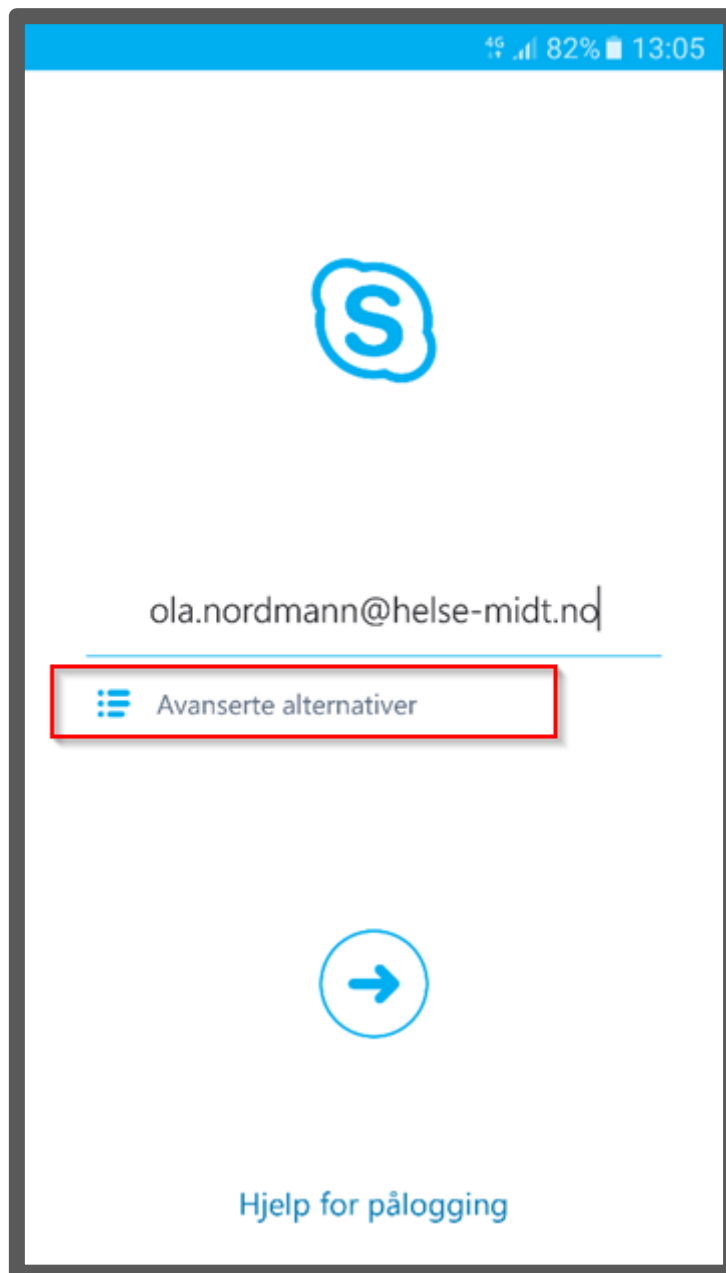 4G 82% 13:05
S
ola.nordmann@helse-midt.no
Avanserte alternativer
Hjelp for pålogging